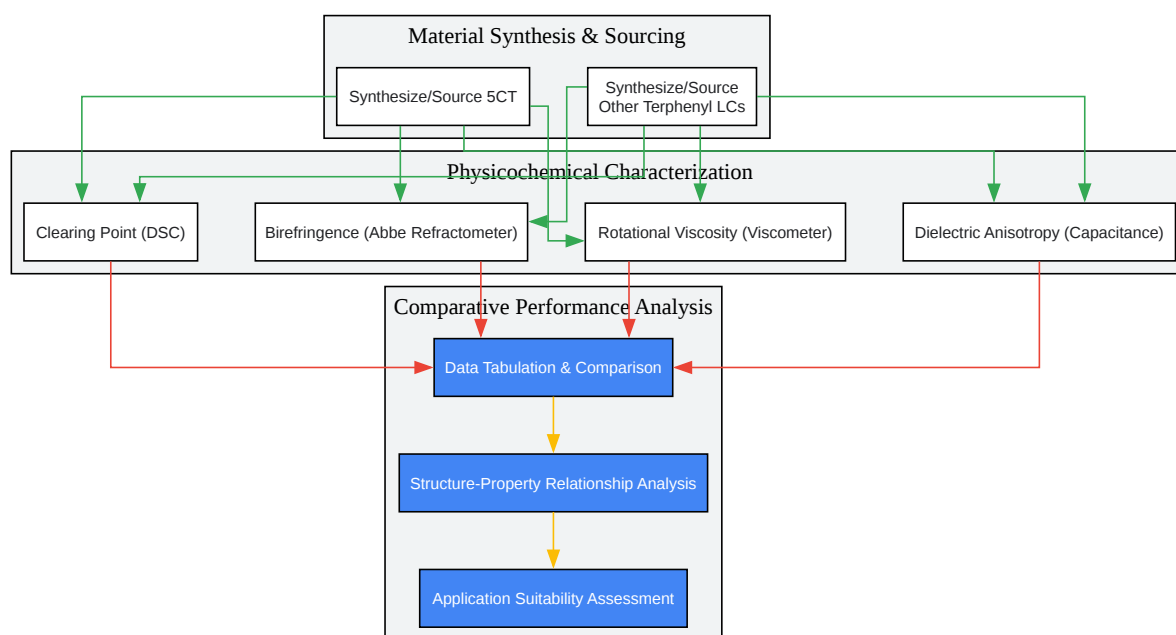 Material Synthesis & Sourcing
Synthesize/Source 5CT
Synthesize/Source
Other Terphenyl LCs
Physicochemical Characterization
Clearing Point (DSC)
Birefringence (Abbe Refractometer)
Rotational Viscosity (Viscometer)
Dielectric Anisotropy (Capacitance)
Comparative Performance Analysis
Data Tabulation & Comparison
Structure-Property Relationship Analysis
Application Suitability Assessment